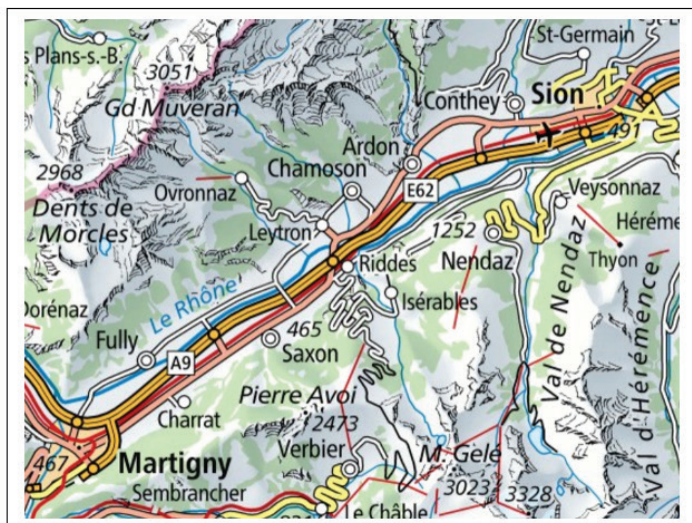 St-Germain
s Plans-s.-B.
3051
Gd Muveran
Conthey
Sion
491
Ardon
2968
Chamoson
E62
Ovronnaz
Veysonnaz
Dents de
Morcles
Leytron
1252
Héréme
Thyon
Riddes
Nendaz
Le Rhône
Isérables
Val de Nendaz
Val d'Hérémence
Dorénaz
Fully
465
Saxon
A9
Pierre Avoi
2473
Charrat
Verbier
M. Gelé
467
Martigny
3023
3328
Sembrancher
Le Châble